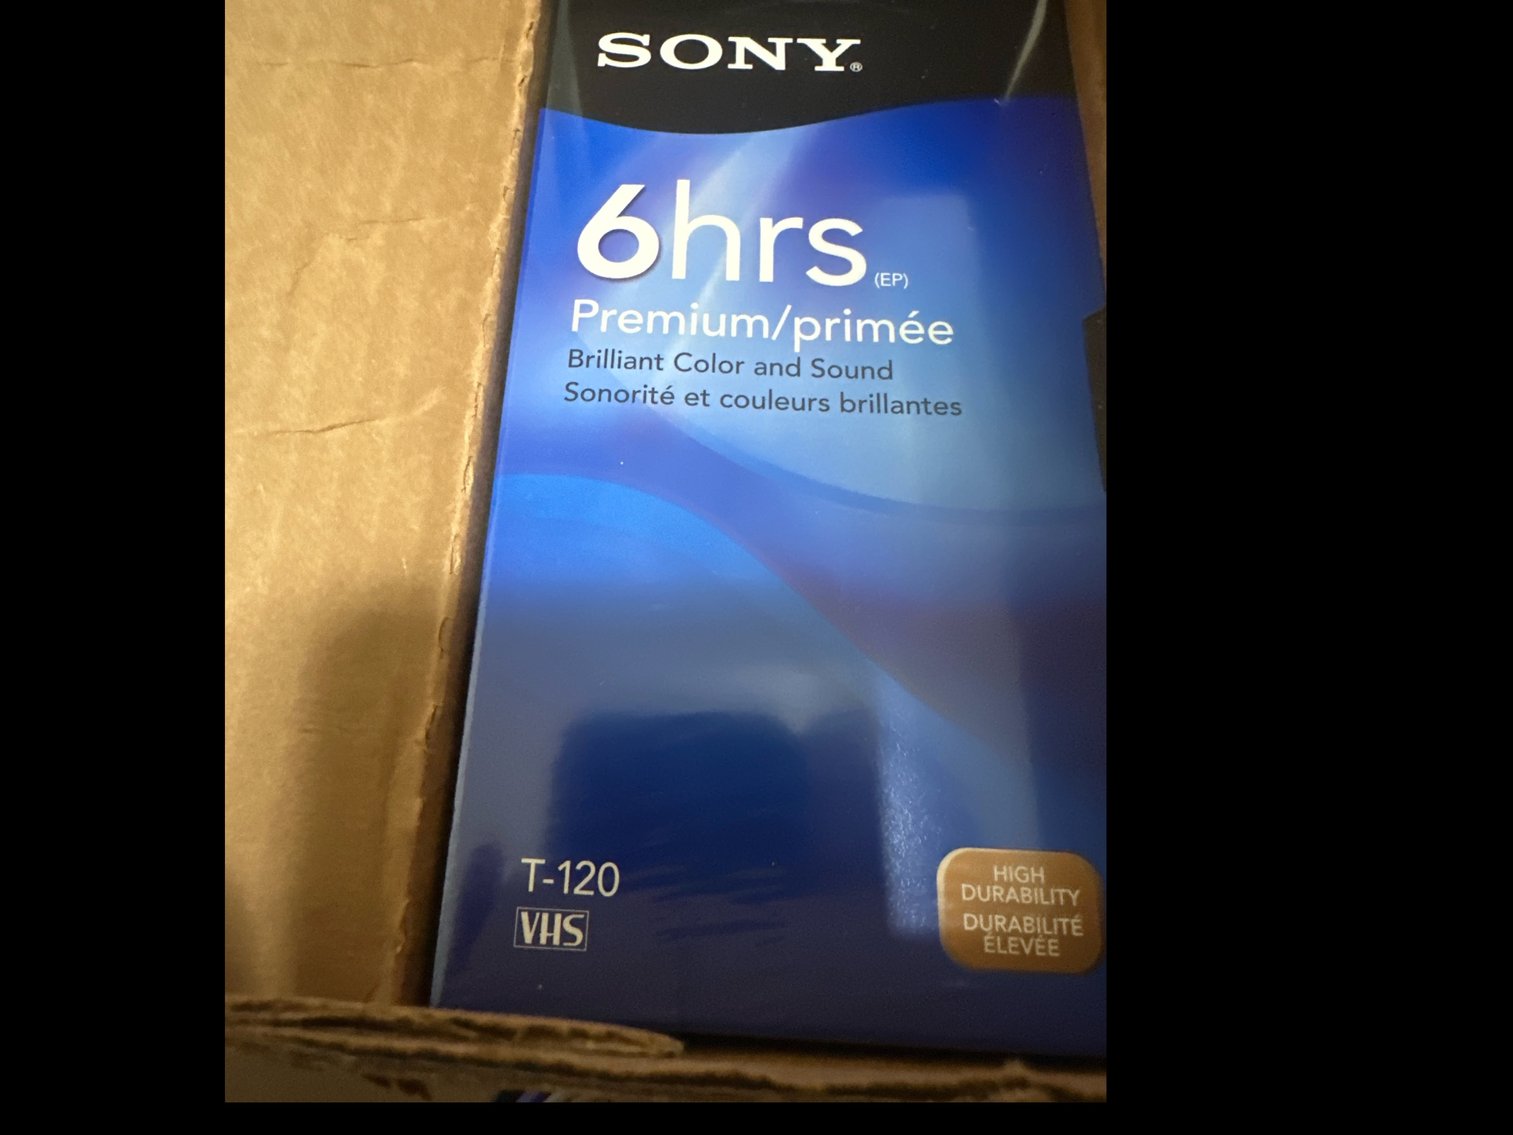 SONY®
6hrs (EP)
Premium/primée
Brilliant Color and Sound
Sonorité et couleurs brillantes
T-120
VHS
HIGH
DURABILITY
DURABILITÉ
ÉLEVÉE